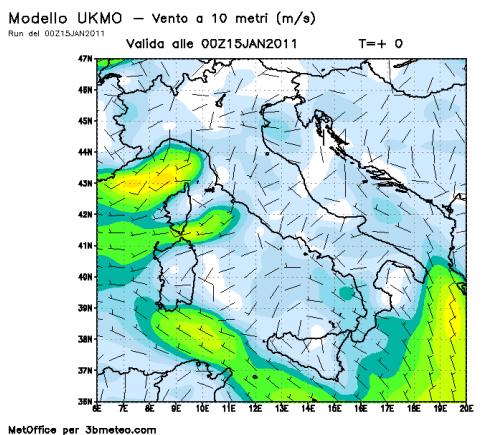 Modello UKMO — Vento a 10 metri (m/s)
Run del 00Z15JAN2011
Valida alle 00Z15JAN2011 T=+ 0
47N
46N
45N
44N
43N
42N
41N
40N
39N
38N
37N
36N
35N
6E 7E 8E 9E 10E 11E 12E 13E 14E 15E 16E 17E 18E 19E 20E
MetOffice per 3bmeteo.com